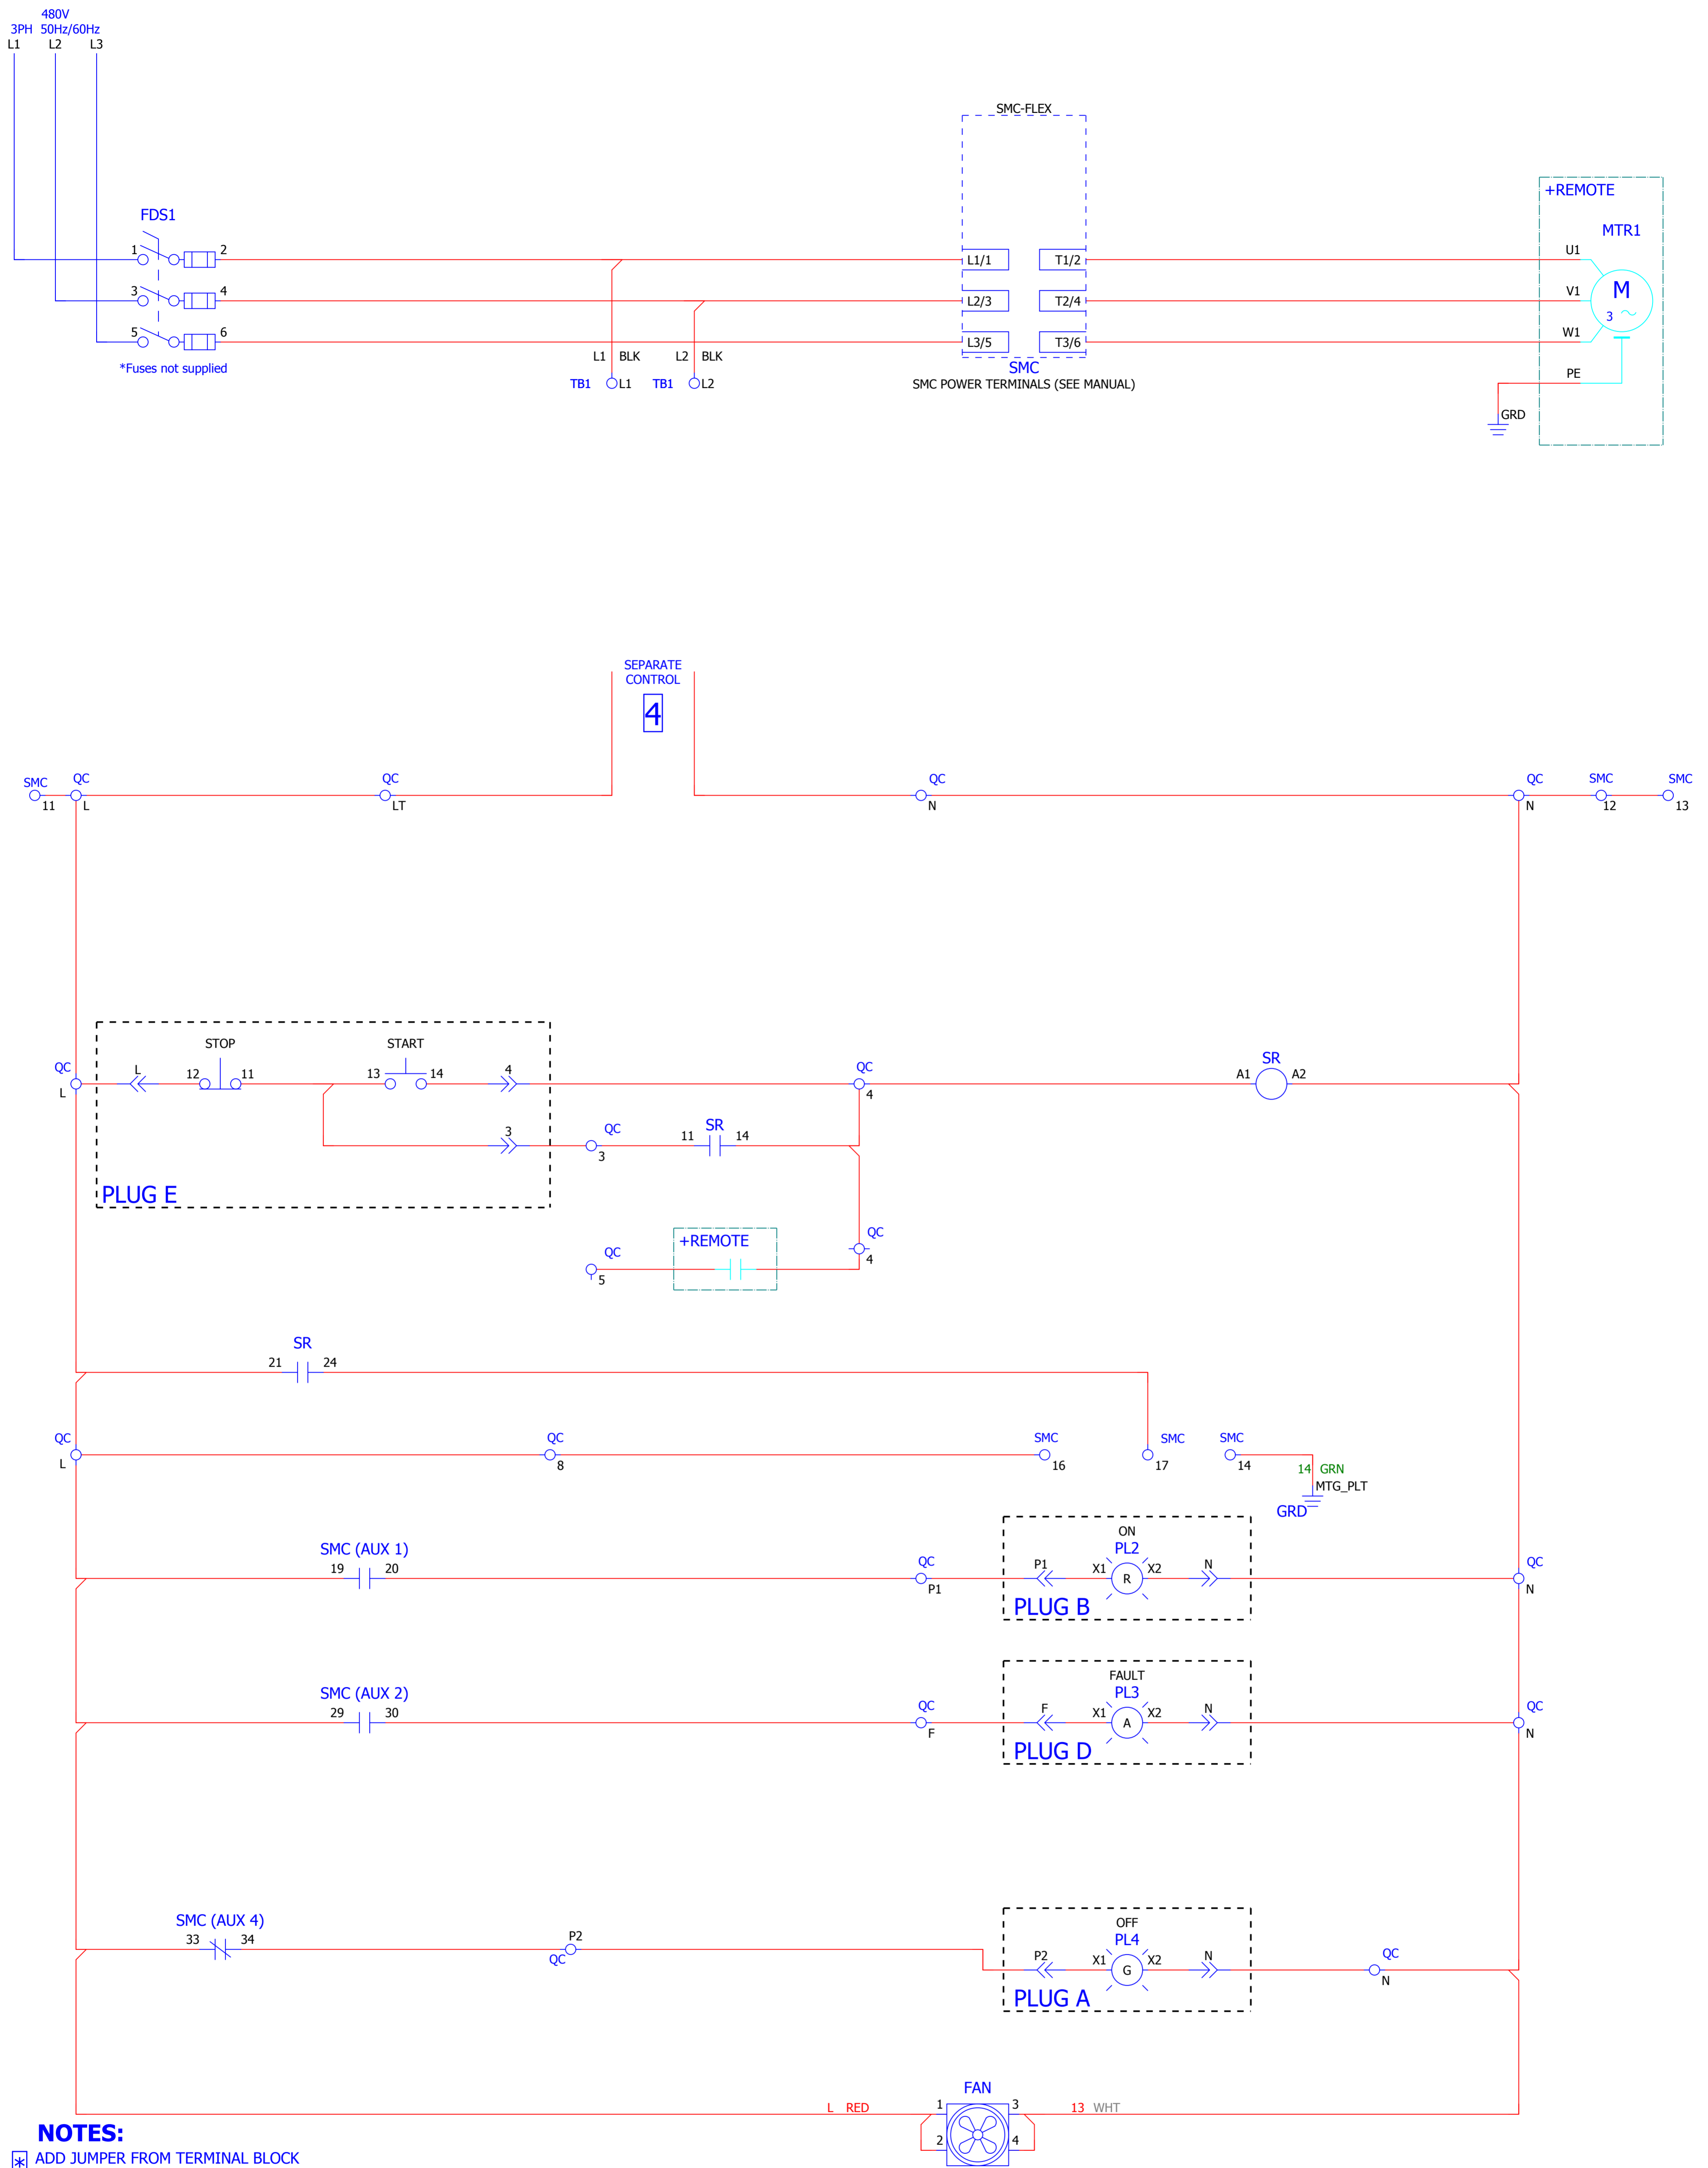 480V
3PH 50Hz/60Hz
L1 L2 L3
SMC-FLEX
+REMOTE
FDS1
MTR1
1 2
L1/1 T1/2
U1
3 4
L2/3 T2/4
V1
M
3
5 6
L3/5 T3/6
W1
*Fuses not supplied
L1 BLK L2 BLK
SMC
TB1 L1 TB1 L2
SMC POWER TERMINALS (SEE MANUAL)
PE
GRD
SEPARATE
CONTROL
4
SMC QC QC QC QC SMC SMC
11 L LT N N 12 13
STOP START
QC L 12 11 13 14 4 QC SR
A1 A2
L 4
3 QC 11 SR 14
3
PLUG E
+REMOTE QC
QC 4
5
SR
21 24
QC QC SMC SMC SMC
L 8 16 17 14
14 GRN
MTG_PLT
GRD
ON
SMC (AUX 1) PL2
19 20 QC P1 X1 R X2 N QC
P1 N
PLUG B
FAULT
SMC (AUX 2) PL3
29 30 QC F X1 A X2 N QC
F N
PLUG D
SMC (AUX 4) OFF
33 34 P2 PL4
QC P2 X1 G X2 N QC
N
PLUG A
FAN
L RED 1 3 13 WHT
2 4
NOTES:
* ADD JUMPER FROM TERMINAL BLOCK